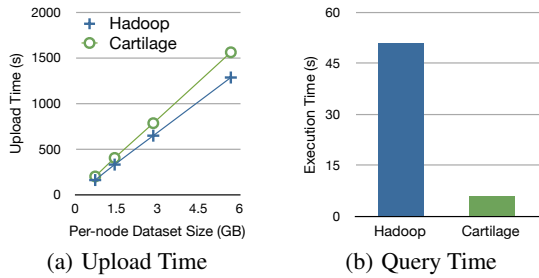 2000
1500
1000
500
0
Upload Time (s)
Hadoop
Cartilage
0 1.5 3 4.5 6
Per-node Dataset Size (GB)
(a) Upload Time
60
45
30
15
0
Execution Time (s)
Hadoop Cartilage
(b) Query Time